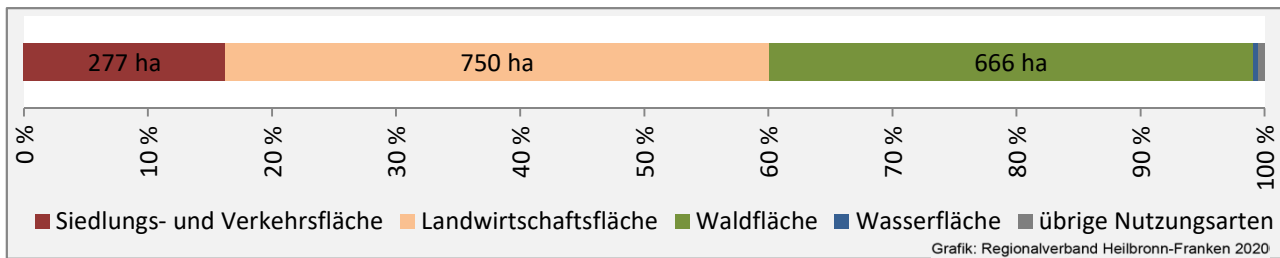 277 ha 750 ha 666 ha
0 % 10 % 20 % 30 % 40 % 50 % 60 % 70 % 80 % 90 % 100 %
Siedlungs- und Verkehrsfläche Landwirtschaftsfläche Waldfläche Wasserfläche übrige Nutzungsarten
Grafik: Regionalverband Heilbronn-Franken 2020